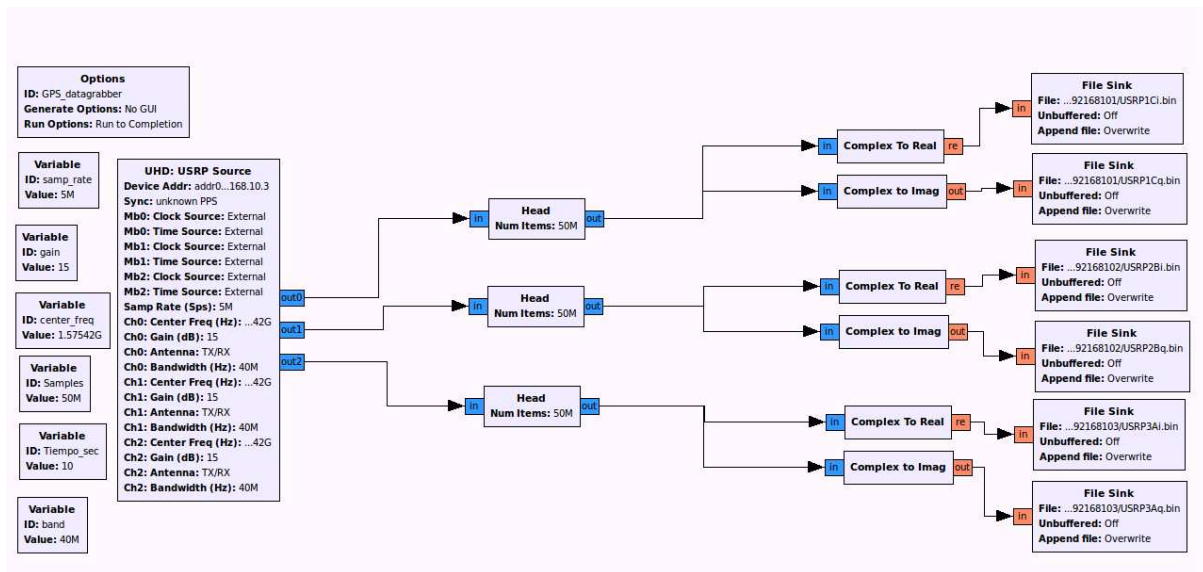 Options
ID: GPS_datagrabber
Generate Options: No GUI
Run Options: Run to Completion
Variable
ID: samp_rate
Value: 5M
Variable
ID: gain
Value: 15
Variable
ID: center_freq
Value: 1.57542G
Variable
ID: Samples
Value: 50M
Variable
ID: Tiempo_sec
Value: 10
Variable
ID: band
Value: 40M
UHD: USRP Source
Device Addr: addr0...168.10.3
Sync: unknown PPS
Mb0: Clock Source: External
Mb0: Time Source: External
Mb1: Clock Source: External
Mb1: Time Source: External
Mb2: Clock Source: External
Mb2: Time Source: External
Samp Rate (Sps): 5M
Ch0: Center Freq (Hz): ...42G
Ch0: Gain (dB): 15
Ch0: Antenna: TX/RX
Ch0: Bandwidth (Hz): 40M
Ch1: Center Freq (Hz): ...42G
Ch1: Gain (dB): 15
Ch1: Antenna: TX/RX
Ch1: Bandwidth (Hz): 40M
Ch2: Center Freq (Hz): ...42G
Ch2: Gain (dB): 15
Ch2: Antenna: TX/RX
Ch2: Bandwidth (Hz): 40M
out0
out1
out2
in
Head
Num Items: 50M
out
in
Head
Num Items: 50M
out
in
Head
Num Items: 50M
out
in
Complex To Real
re
in
Complex to Imag
out
in
Complex To Real
re
in
Complex to Imag
out
in
Complex To Real
re
in
Complex to Imag
out
in
File Sink
File: ...92168101/USRP1Ci.bin
Unbuffered: Off
Append file: Overwrite
in
File Sink
File: ...92168101/USRP1Cq.bin
Unbuffered: Off
Append file: Overwrite
in
File Sink
File: ...92168102/USRP2Bi.bin
Unbuffered: Off
Append file: Overwrite
in
File Sink
File: ...92168102/USRP2Bq.bin
Unbuffered: Off
Append file: Overwrite
in
File Sink
File: ...92168103/USRP3Ai.bin
Unbuffered: Off
Append file: Overwrite
in
File Sink
File: ...92168103/USRP3Aq.bin
Unbuffered: Off
Append file: Overwrite